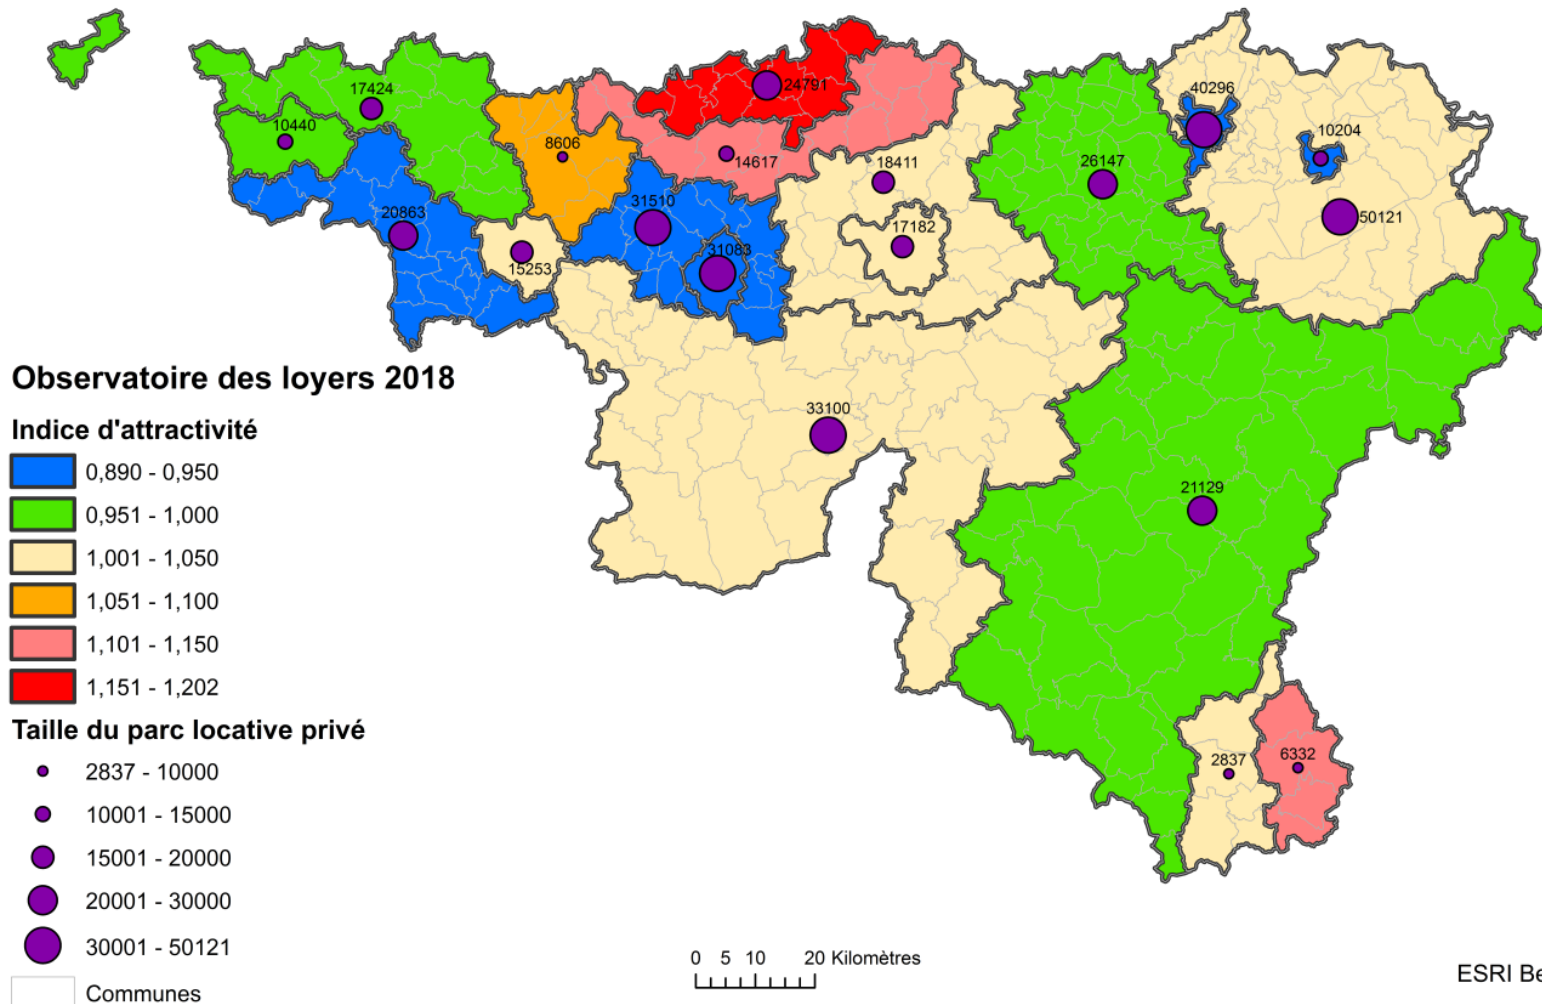 17424
24791
40296
10440
8606
14617
18411
26147
10204
20863
31510
17182
50121
15253
31083
Observatoire des loyers 2018
Indice d'attractivité
0,890 - 0,950
0,951 - 1,000
1,001 - 1,050
1,051 - 1,100
1,101 - 1,150
1,151 - 1,202
33100
21129
2837
6332
Taille du parc locative privé
2837 - 10000
10001 - 15000
15001 - 20000
20001 - 30000
30001 - 50121
Communes
0 5 10 20 Kilomètres
ESRI Be